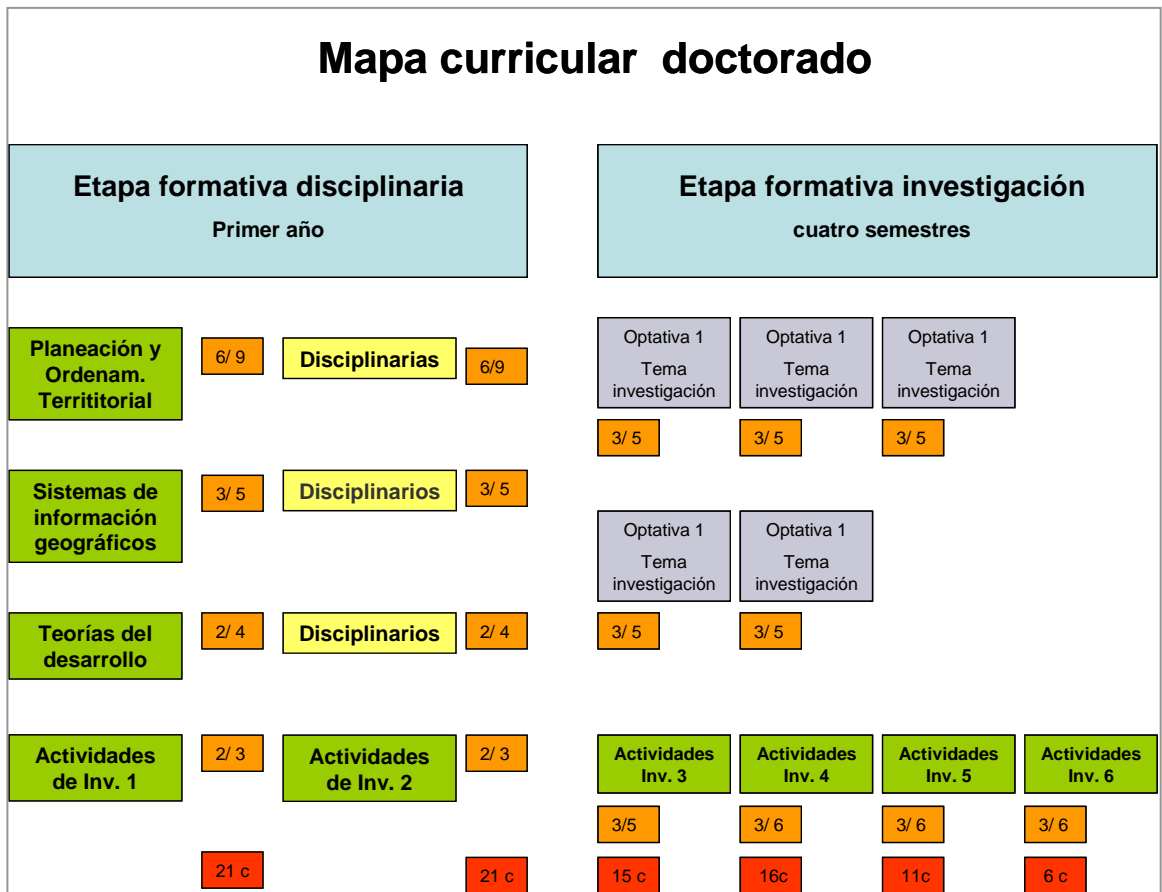 Mapa curricular doctorado
Etapa formativa disciplinaria
Primer año
Etapa formativa investigación
cuatro semestres
Planeación y
Ordenam.
Territitorial
6/ 9
Disciplinarias
6/9
Optativa 1
Tema
investigación
Optativa 1
Tema
investigación
Optativa 1
Tema
investigación
3/ 5
3/ 5
3/ 5
Sistemas de
información
geográficos
3/ 5
Disciplinarios
3/ 5
Optativa 1
Tema
investigación
Optativa 1
Tema
investigación
Teorías del
desarrollo
2/ 4
Disciplinarios
2/ 4
3/ 5
3/ 5
Actividades
de Inv. 1
2/ 3
Actividades
de Inv. 2
2/ 3
Actividades
Inv. 3
Actividades
Inv. 4
Actividades
Inv. 5
Actividades
Inv. 6
3/5
3/ 6
3/ 6
3/ 6
21 c
21 c
15 c
16c
11c
6 c